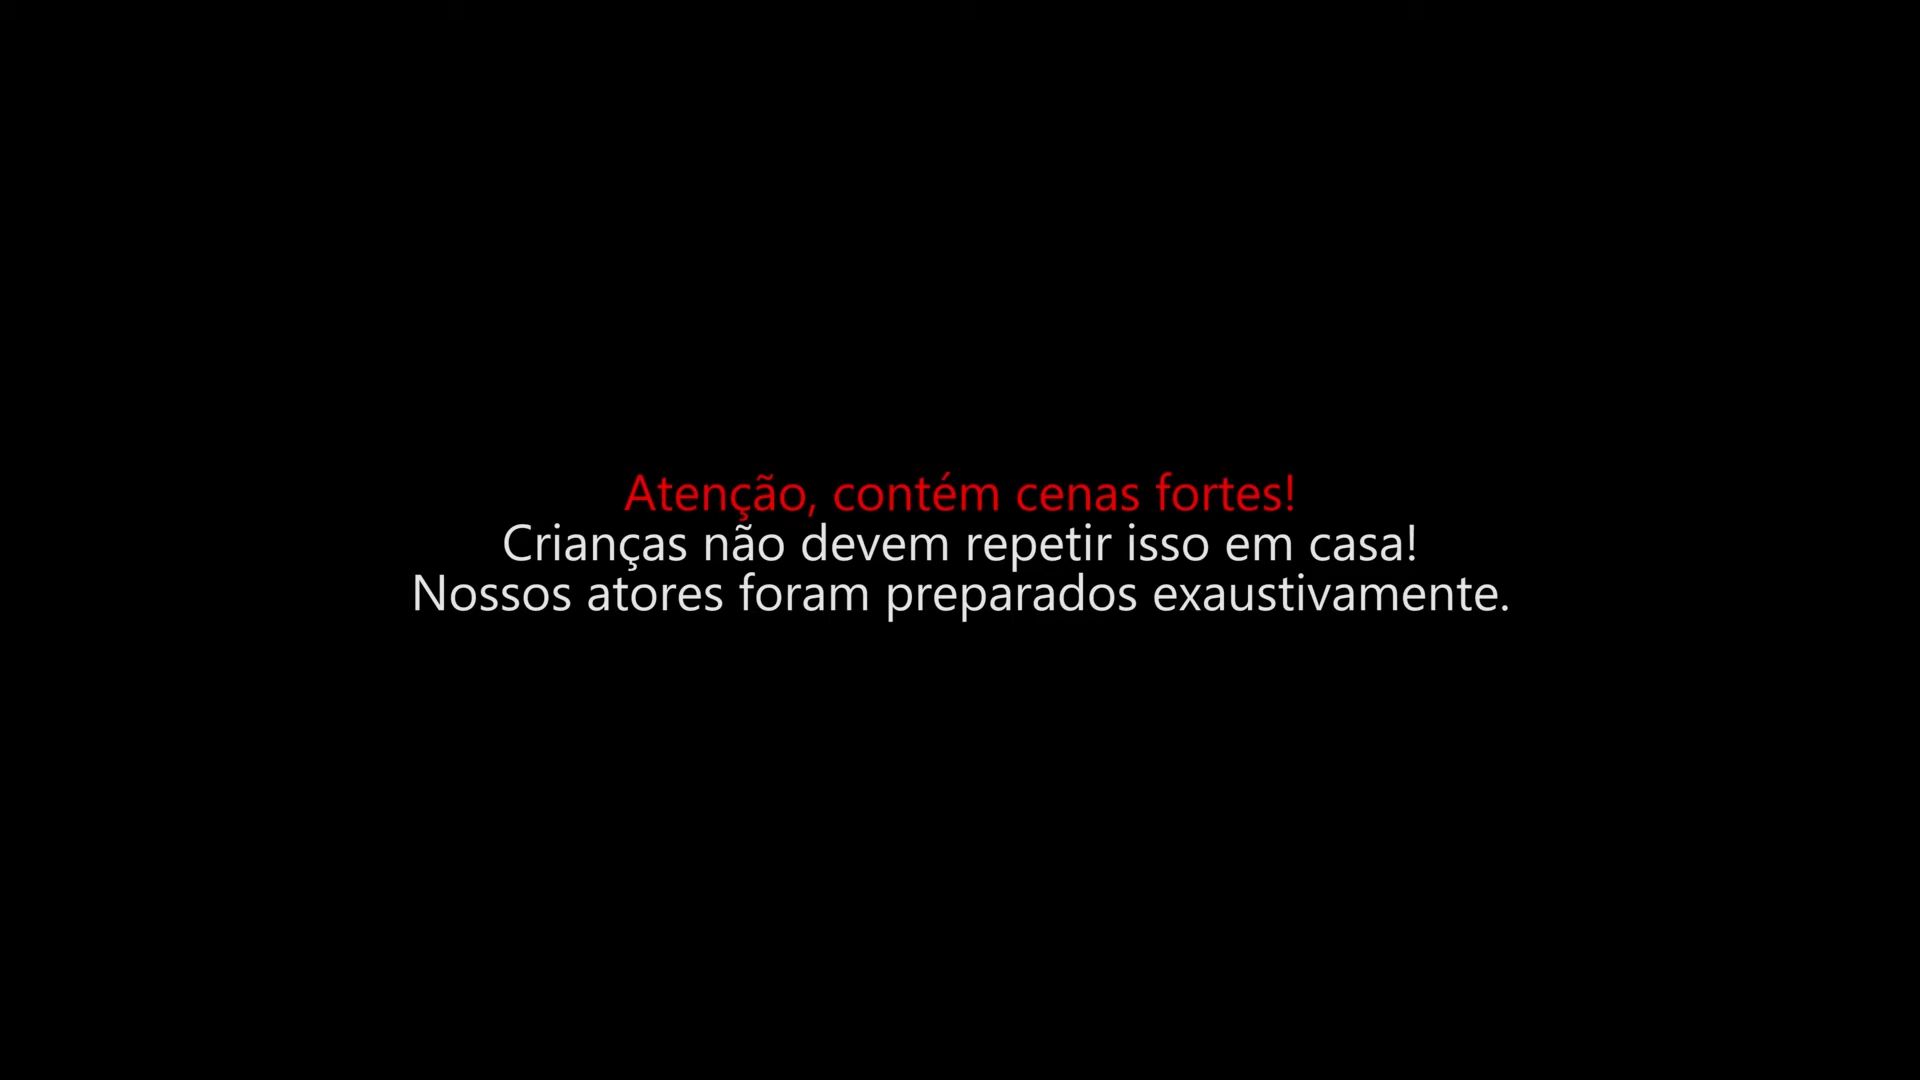 Atenção, contém cenas fortes!
Crianças não devem repetir isso em casa!
Nossos atores foram preparados exaustivamente.